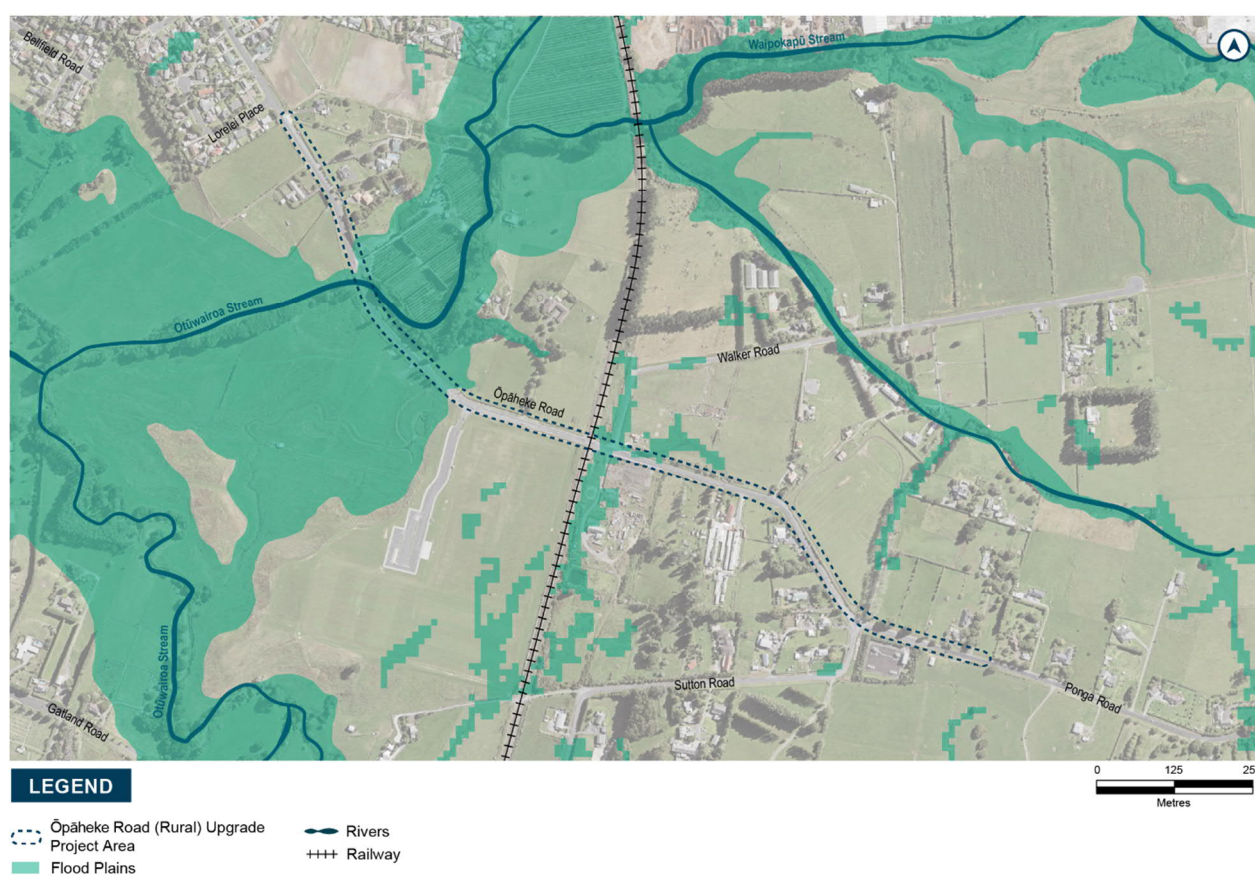 Bellfield Road
Lorelei Place
Waipokapū Stream
Otūwairoa Stream
Walker Road
Ōpāheke Road
Otūwairoa Stream
Sutton Road
Ponga Road
Gatland Road
LEGEND
Ōpāheke Road (Rural) Upgrade
Project Area
Flood Plains
Rivers
Railway
0 125 25
Metres